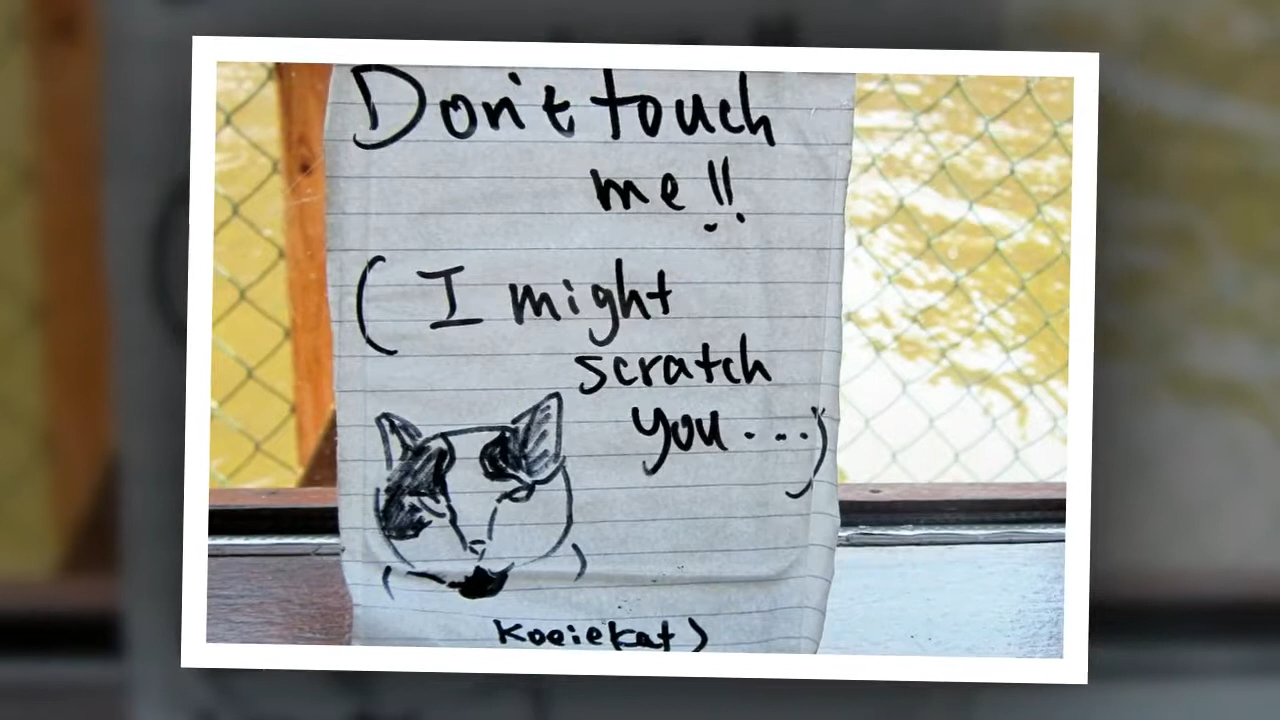 Don't touch
me!!
(I might
scratch
you....)
Koeiekat)